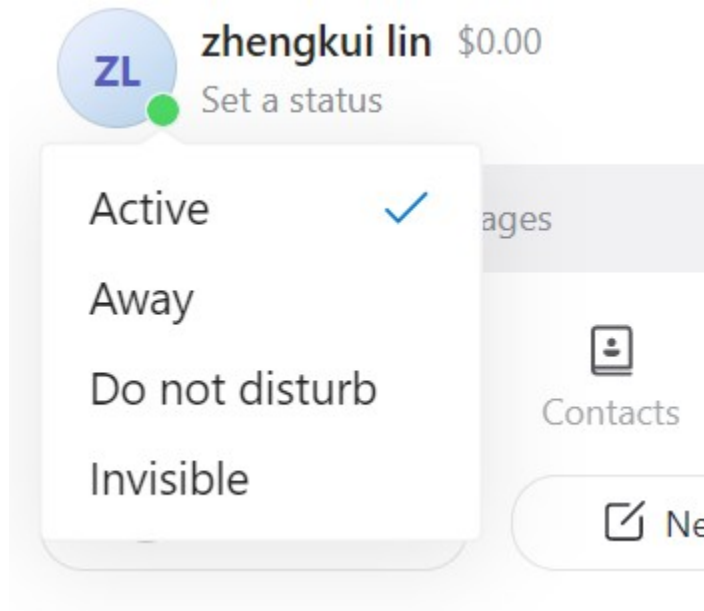 ZL
zhengkui lin $0.00
Set a status
Active
Away
Do not disturb
Invisible
ages
Contacts
Ne